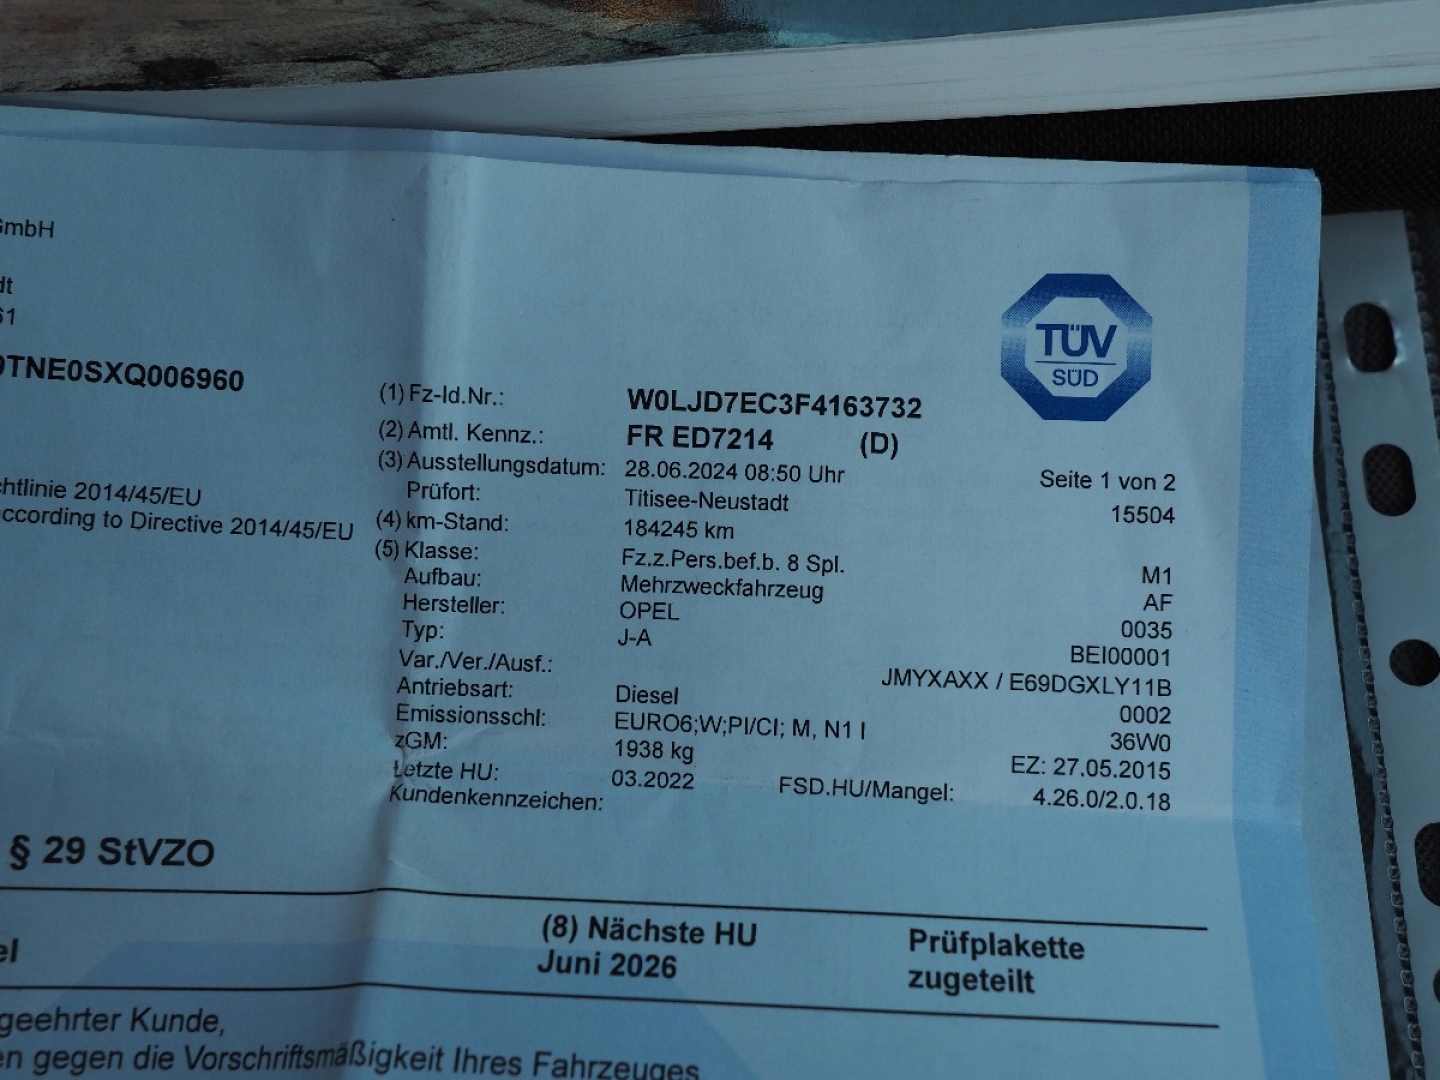 GmbH
dt
61
0TNE0SXQ006960
chtlinie 2014/45/EU
according to Directive 2014/45/EU
TÜV
SÜD
(1) Fz-Id.Nr.: W0LJD7EC3F4163732
(2) Amtl. Kennz.: FR ED7214 (D)
(3) Ausstellungsdatum: 28.06.2024 08:50 Uhr Seite 1 von 2
Prüfort: Titisee-Neustadt 15504
(4) km-Stand: 184245 km
(5) Klasse: Fz.z.Pers.bef.b. 8 Spl. M1
Aufbau: Mehrzweckfahrzeug AF
Hersteller: OPEL 0035
Typ: J-A BEI00001
Var./Ver./Ausf.: JMYXAXX / E69DGXLY11B
Antriebsart: Diesel 0002
Emissionsschl: EURO6;W;PI/CI; M, N1 I 36W0
zGM: 1938 kg EZ: 27.05.2015
Letzte HU: 03.2022 FSD.HU/Mangel: 4.26.0/2.0.18
Kundenkennzeichen:
§ 29 StVZO
el
(8) Nächste HU
Juni 2026
Prüfplakette
zugeteilt
geehrter Kunde,
en gegen die Vorschriftsmäßigkeit Ihres Fahrzeuges